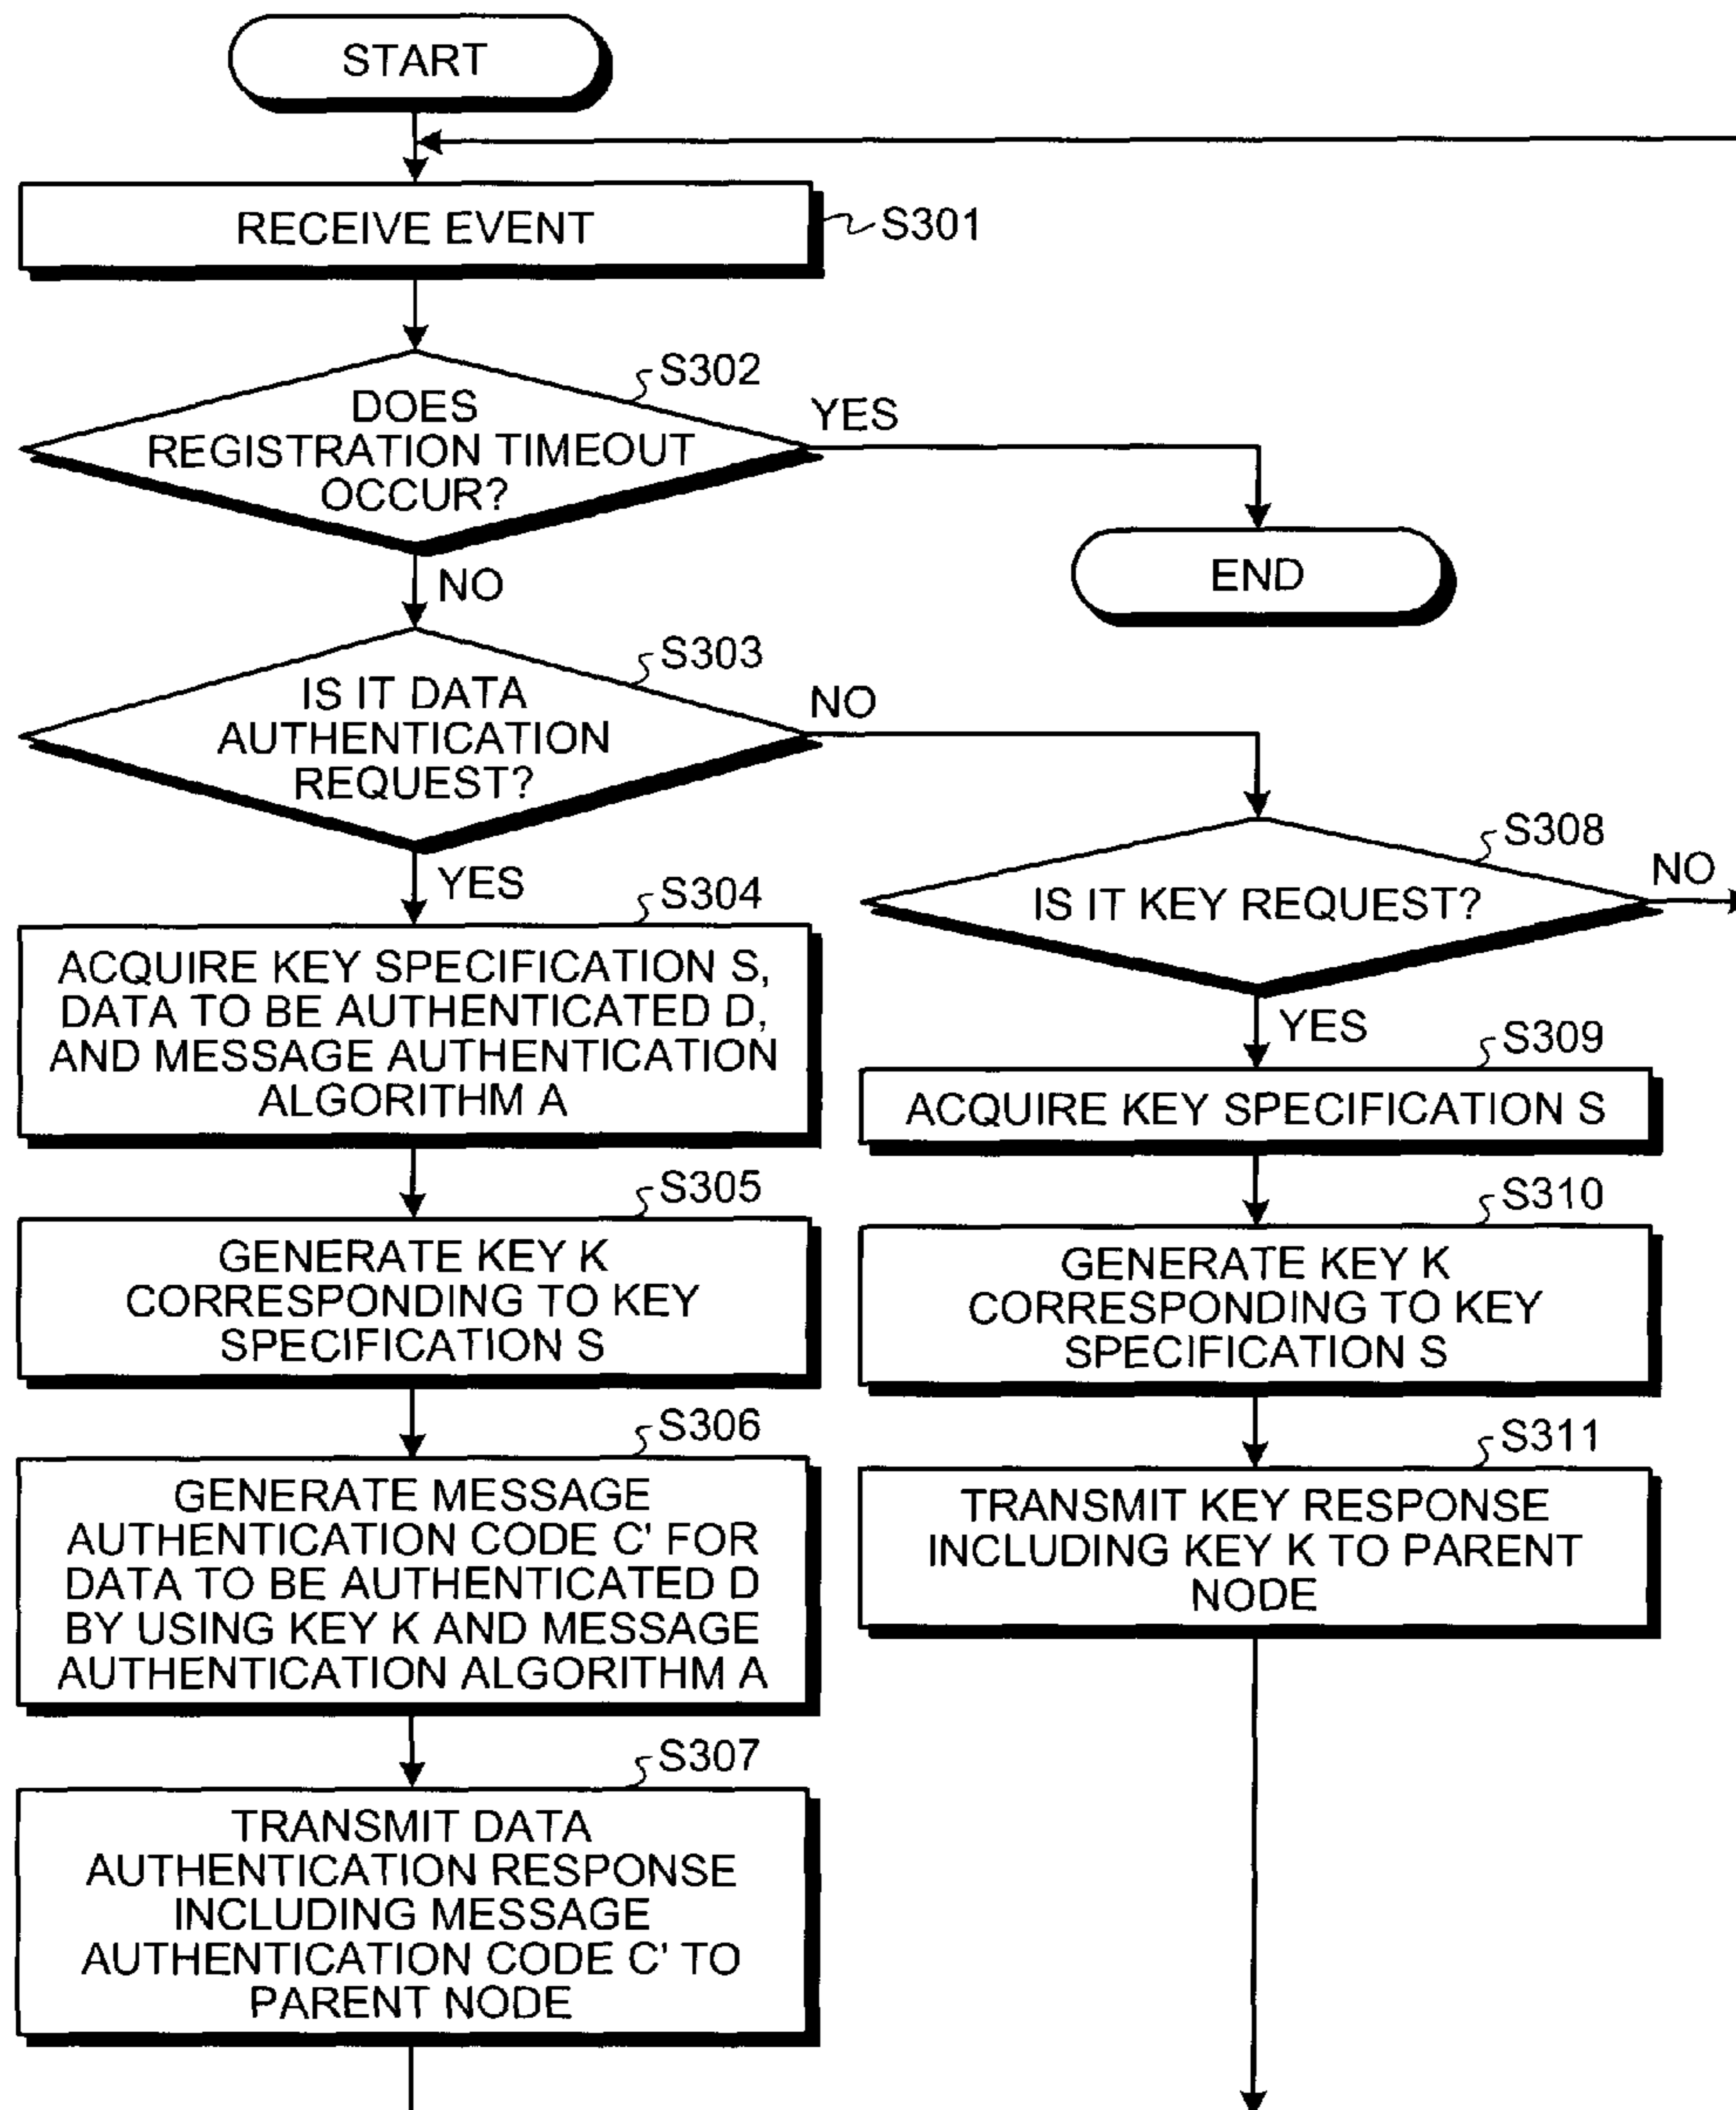 START
RECEIVE EVENT
S301
S302
DOES
REGISTRATION TIMEOUT
OCCUR?
YES
NO
END
S303
IS IT DATA
AUTHENTICATION
REQUEST?
NO
YES
S308
IS IT KEY REQUEST?
NO
YES
S304
ACQUIRE KEY SPECIFICATION S,
DATA TO BE AUTHENTICATED D,
AND MESSAGE AUTHENTICATION
ALGORITHM A
S309
ACQUIRE KEY SPECIFICATION S
S305
GENERATE KEY K
CORRESPONDING TO KEY
SPECIFICATION S
S310
GENERATE KEY K
CORRESPONDING TO KEY
SPECIFICATION S
S306
GENERATE MESSAGE
AUTHENTICATION CODE C' FOR
DATA TO BE AUTHENTICATED D
BY USING KEY K AND MESSAGE
AUTHENTICATION ALGORITHM A
S311
TRANSMIT KEY RESPONSE
INCLUDING KEY K TO PARENT
NODE
S307
TRANSMIT DATA
AUTHENTICATION RESPONSE
INCLUDING MESSAGE
AUTHENTICATION CODE C' TO
PARENT NODE